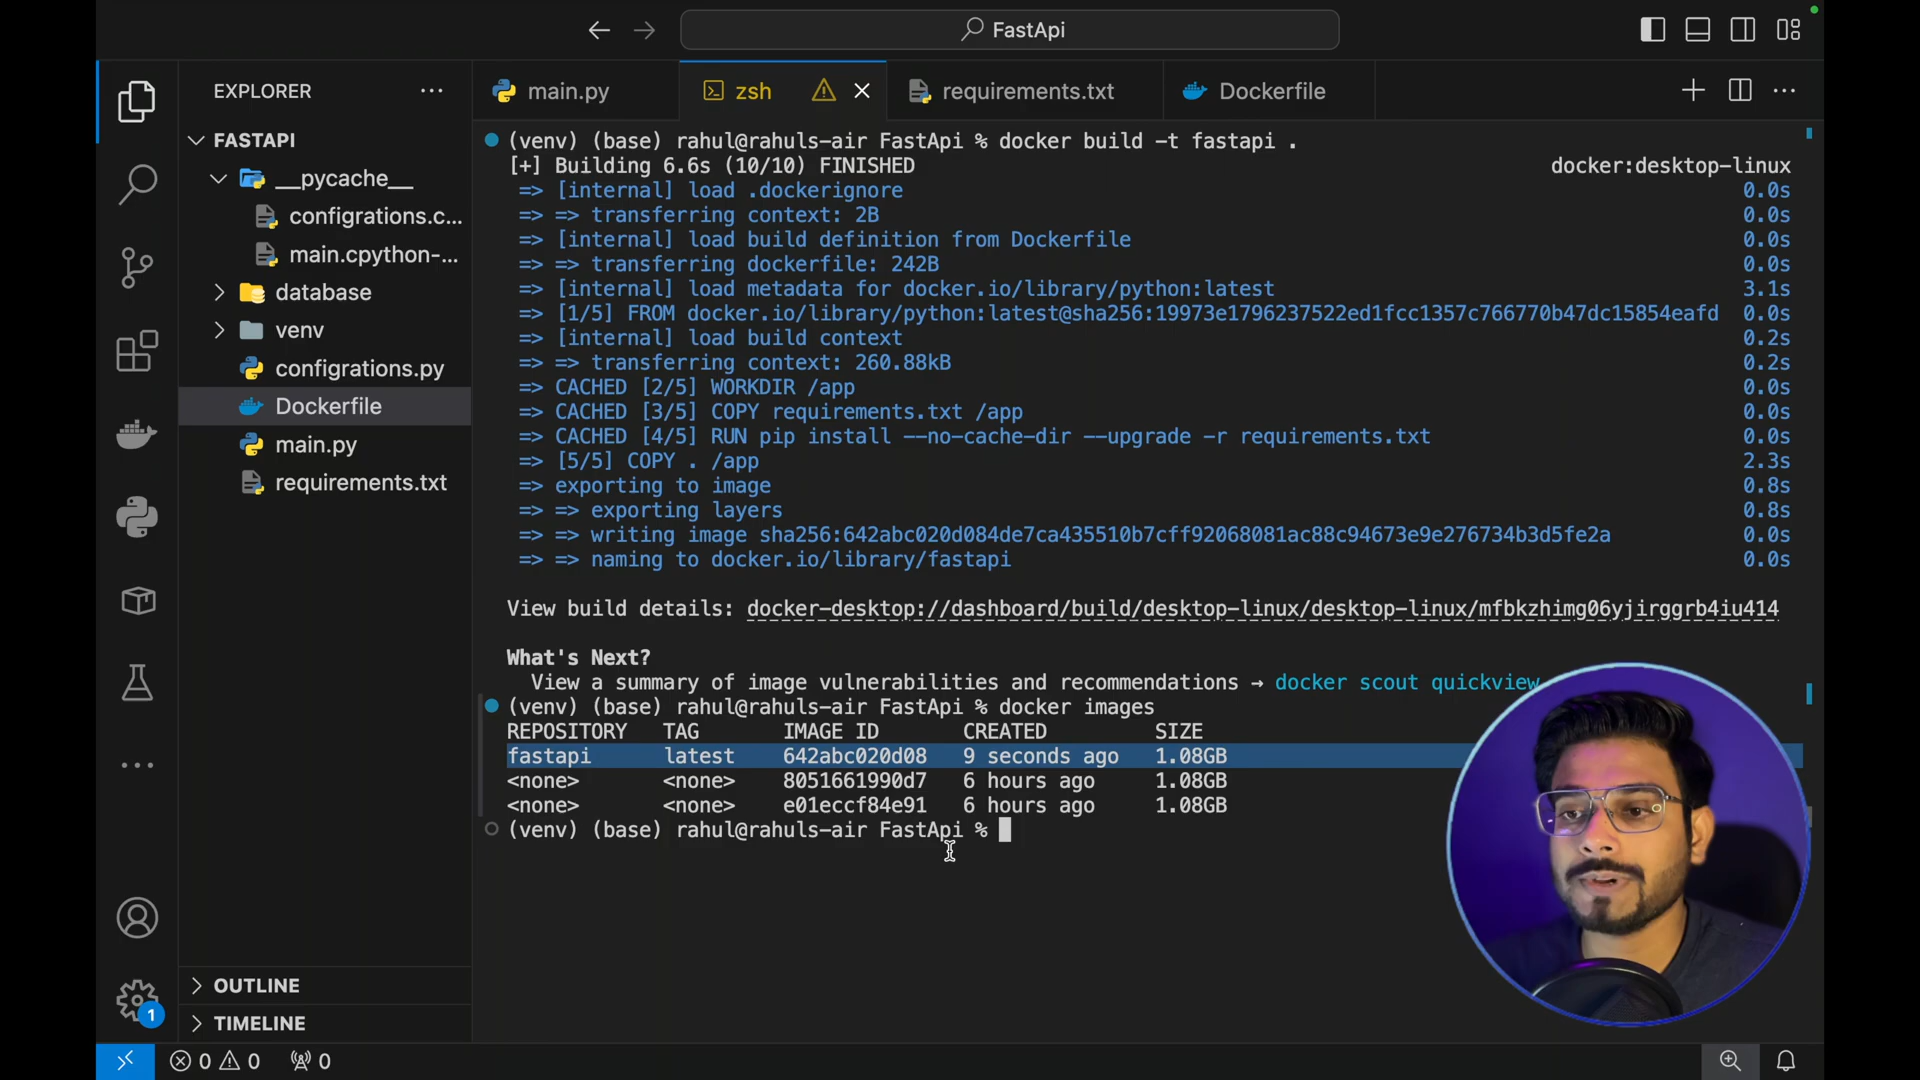 FastApi
EXPLORER
FASTAPI
__pycache__
configrations.c...
main.cpython-...
database
venv
configrations.py
Dockerfile
main.py
requirements.txt
OUTLINE
TIMELINE
main.py
zsh
requirements.txt
Dockerfile
(venv) (base) rahul@rahuls-air FastApi % docker build -t fastapi .
[+] Building 6.6s (10/10) FINISHED docker:desktop-linux
=> [internal] load .dockerignore 0.0s
=> => transferring context: 2B 0.0s
=> [internal] load build definition from Dockerfile 0.0s
=> => transferring dockerfile: 242B 0.0s
=> [internal] load metadata for docker.io/library/python:latest 3.1s
=> [1/5] FROM docker.io/library/python:latest@sha256:19973e1796237522ed1fcc1357c766770b47dc15854eafd 0.0s
=> [internal] load build context 0.2s
=> => transferring context: 260.88kB 0.2s
=> CACHED [2/5] WORKDIR /app 0.0s
=> CACHED [3/5] COPY requirements.txt /app 0.0s
=> CACHED [4/5] RUN pip install --no-cache-dir --upgrade -r requirements.txt 0.0s
=> [5/5] COPY . /app 2.3s
=> exporting to image 0.8s
=> => exporting layers 0.8s
=> => writing image sha256:642abc020d084de7ca435510b7cff92068081ac88c94673e9e276734b3d5fe2a 0.0s
=> => naming to docker.io/library/fastapi 0.0s
View build details: docker-desktop://dashboard/build/desktop-linux/desktop-linux/mfbkzhimg06yjirggrb4iu414
What's Next?
View a summary of image vulnerabilities and recommendations → docker scout quickview
(venv) (base) rahul@rahuls-air FastApi % docker images
REPOSITORY TAG IMAGE ID CREATED SIZE
fastapi latest 642abc020d08 9 seconds ago 1.08GB
<none> <none> 8051661990d7 6 hours ago 1.08GB
<none> <none> e01eccf84e91 6 hours ago 1.08GB
(venv) (base) rahul@rahuls-air FastApi %
1
0 0 0